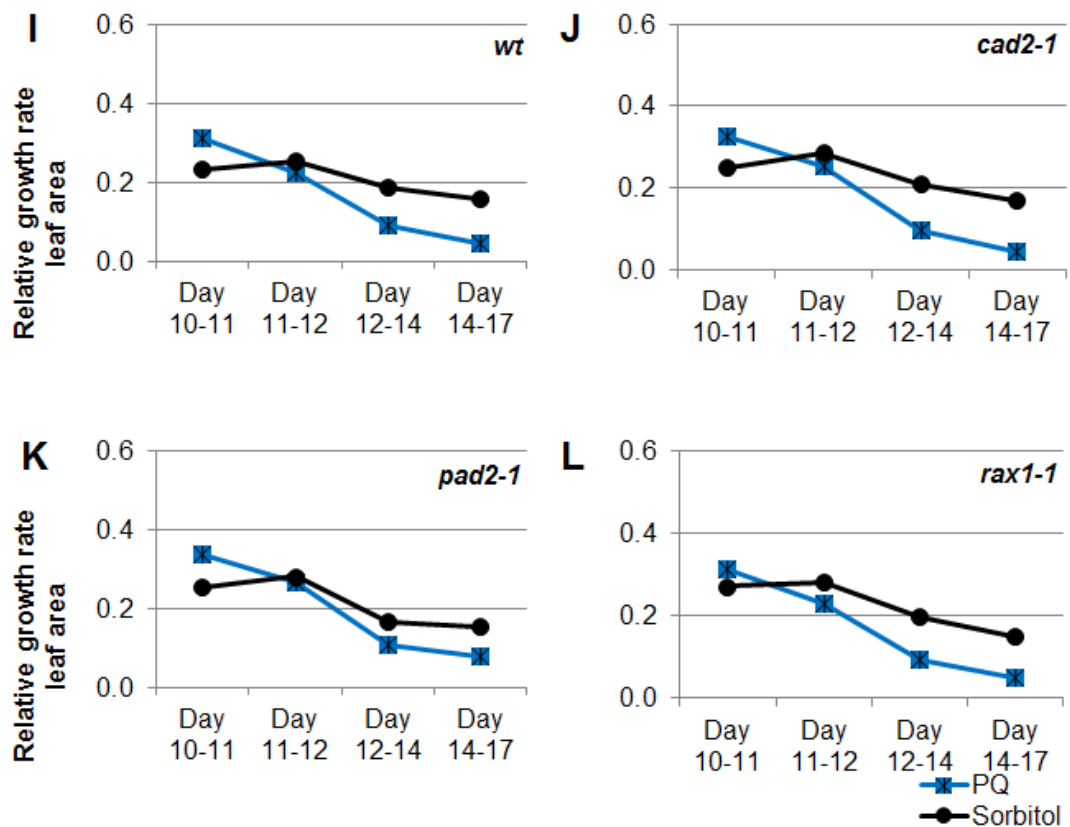 I
wt
Relative growth rate
leaf area
0.6
0.4
0.2
0.0
Day Day Day Day
10-11 11-12 12-14 14-17
J
cad2-1
0.6
0.4
0.2
0.0
Day Day Day Day
10-11 11-12 12-14 14-17
K
pad2-1
Relative growth rate
leaf area
0.6
0.4
0.2
0.0
Day Day Day Day
10-11 11-12 12-14 14-17
L
rax1-1
0.6
0.4
0.2
0.0
Day Day Day Day
10-11 11-12 12-14 14-17
PQ
Sorbitol